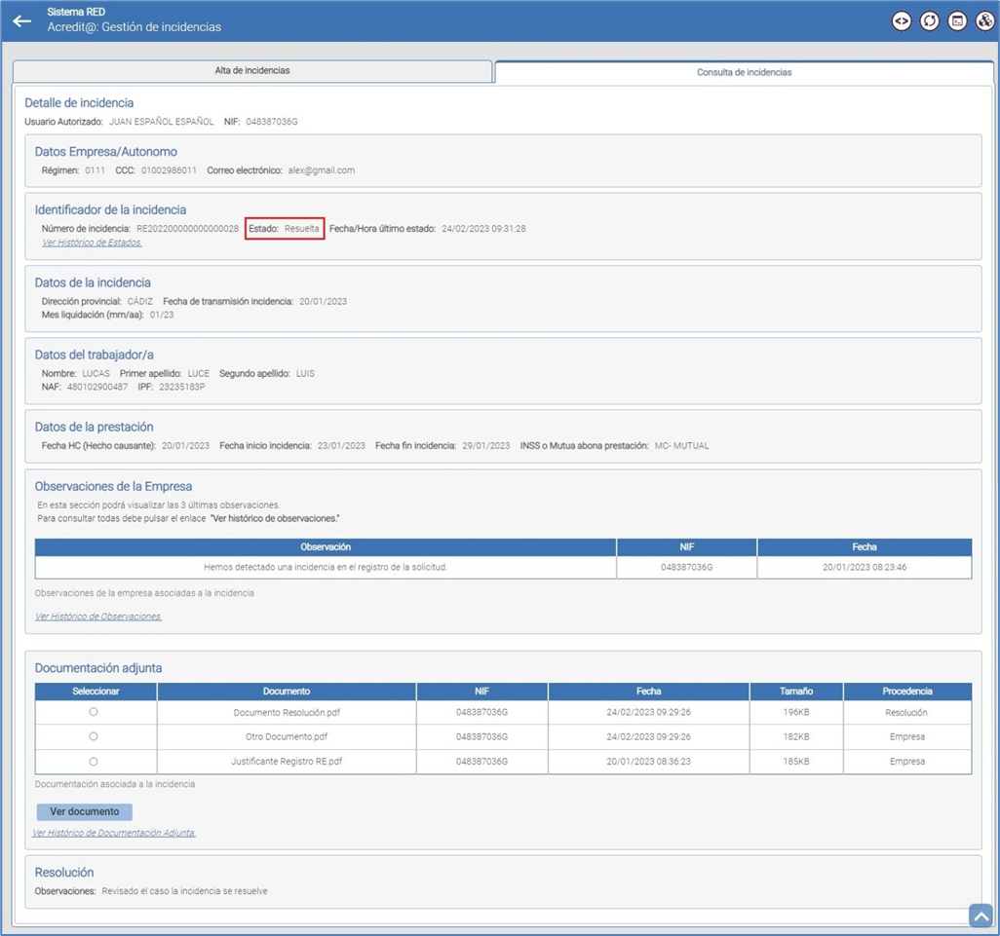 Sistema RED
Acredit@: Gestión de incidencias
Alta de incidencias
Consulta de incidencias
Detalle de incidencia
Usuario Autorizado: JUAN ESPAÑOL ESPAÑOL NIF: 048387036G
Datos Empresa/Autonomo
Régimen: 0111 CCC: 01002986011 Correo electrónico: alex@gmail.com
Identificador de la incidencia
Número de incidencia: RE202200000000000028 Estado: Resuelta Fecha/Hora último estado: 24/02/2023 09:31:28
Ver Histórico de Estados.
Datos de la incidencia
Dirección provincial: CÁDIZ Fecha de transmisión incidencia: 20/01/2023
Mes liquidación (mm/aa): 01/23
Datos del trabajador/a
Nombre: LUCAS Primer apellido: LUCE Segundo apellido: LUIS
NAF: 480102900487 IPF: 23235183P
Datos de la prestación
Fecha HC (Hecho causante): 20/01/2023 Fecha inicio incidencia: 23/01/2023 Fecha fin incidencia: 29/01/2023 INSS o Mutua abona prestación: MC- MUTUAL
Observaciones de la Empresa
En esta sección podrá visualizar las 3 últimas observaciones.
Para consultar todas debe pulsar el enlace "Ver histórico de observaciones."
Observación NIF Fecha
Hemos detectado una incidencia en el registro de la solicitud. 048387036G 20/01/2023 08:23:46
Observaciones de la empresa asociadas a la incidencia
Ver Histórico de Observaciones.
Documentación adjunta
Seleccionar Documento NIF Fecha Tamaño Procedencia
Documento Resolución.pdf 048387036G 24/02/2023 09:29:26 196KB Resolución
Otro Documento.pdf 048387036G 24/02/2023 09:29:26 182KB Empresa
Justificante Registro RE.pdf 048387036G 20/01/2023 08:36:23 185KB Empresa
Documentación asociada a la incidencia
Ver documento
Ver Histórico de Documentación Adjunta.
Resolución
Observaciones: Revisado el caso la incidencia se resuelve